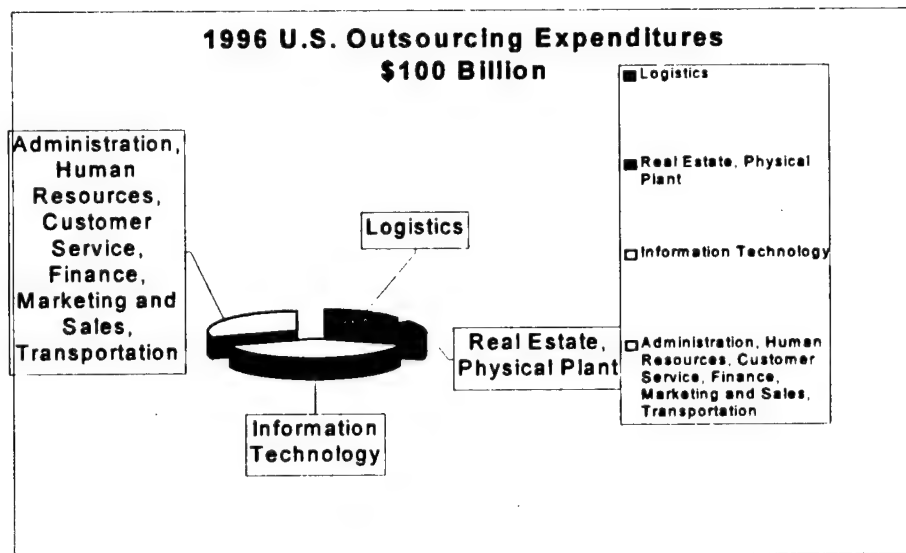 1996 U.S. Outsourcing Expenditures
$100 Billion
Administration,
Human
Resources,
Customer
Service,
Finance,
Marketing and
Sales,
Transportation
Logistics
Real Estate,
Physical Plant
Information
Technology
Logistics
Real Estate, Physical
Plant
Information Technology
Administration, Human
Resources, Customer
Service, Finance,
Marketing and Sales,
Transportation